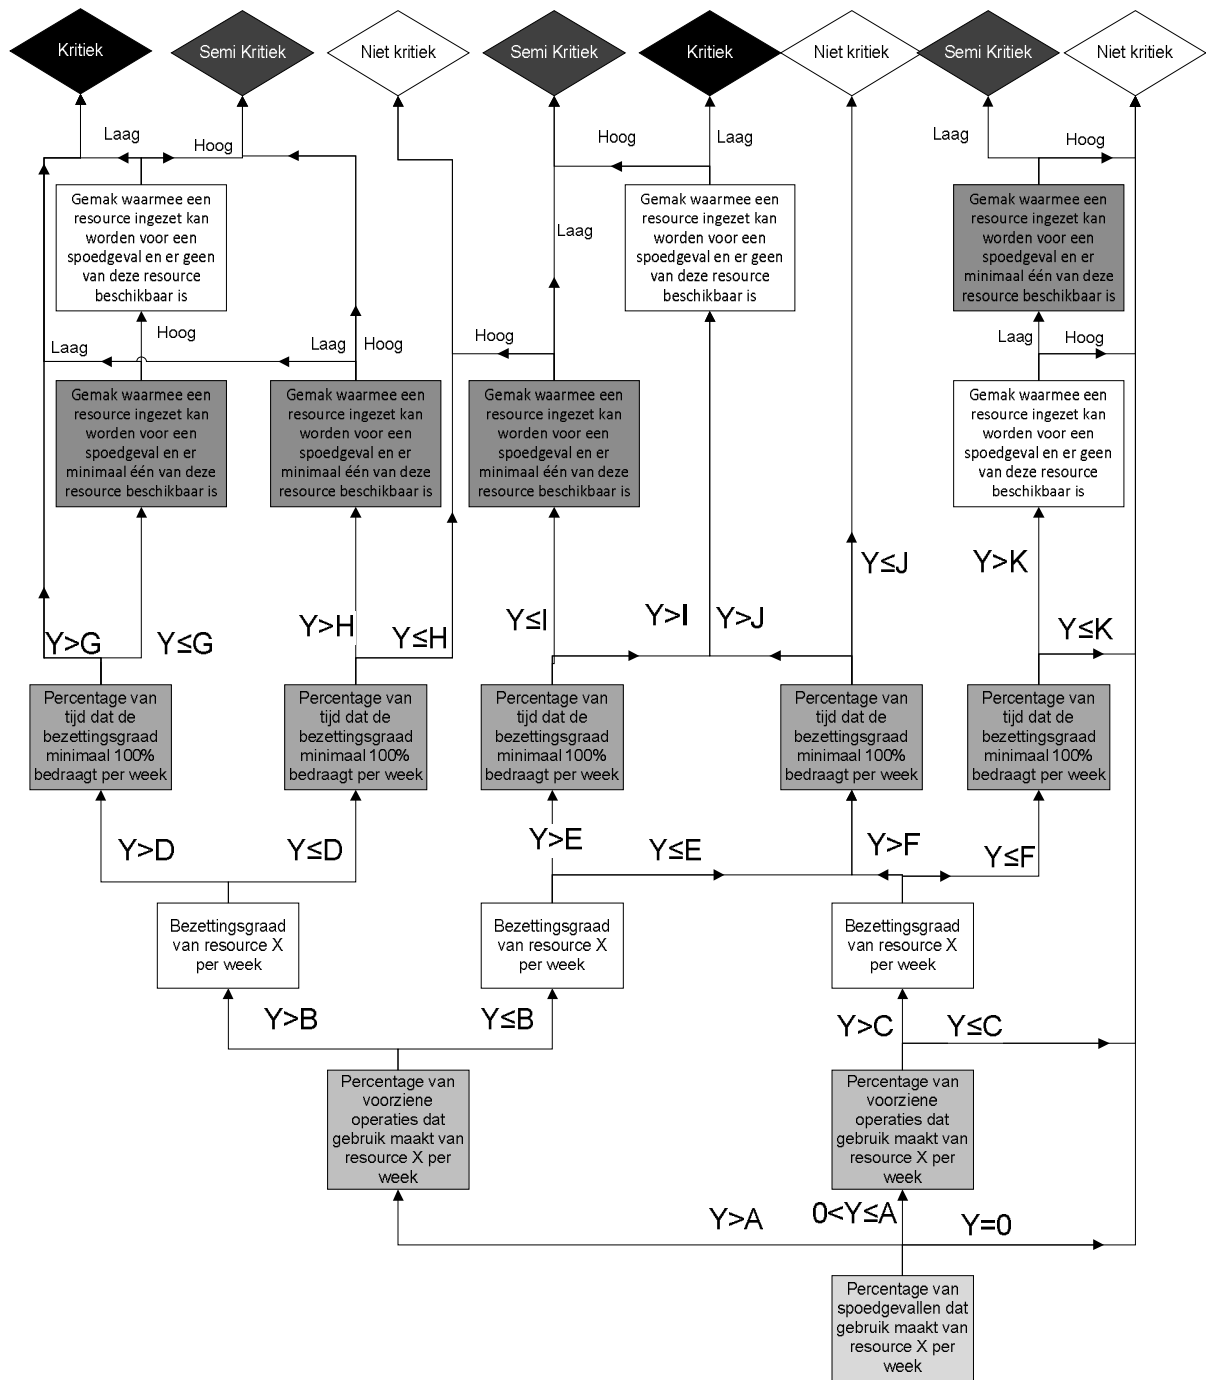 Kritiek
Semi Kritiek
Niet kritiek
Semi Kritiek
Kritiek
Niet kritiek
Semi Kritiek
Niet kritiek
Laag
Hoog
Hoog
Laag
Laag
Hoog
Gemak waarmee een
resource ingezet kan
worden voor een
spoedgeval en er geen
van deze resource
beschikbaar is
Laag
Gemak waarmee een
resource ingezet kan
worden voor een
spoedgeval en er geen
van deze resource
beschikbaar is
Gemak waarmee een
resource ingezet kan
worden voor een
spoedgeval en er
minimaal één van deze
resource beschikbaar is
Laag
Hoog
Laag
Hoog
Hoog
Laag
Hoog
Gemak waarmee een
resource ingezet kan
worden voor een
spoedgeval en er
minimaal één van deze
resource beschikbaar is
Gemak waarmee een
resource ingezet kan
worden voor een
spoedgeval en er
minimaal één van deze
resource beschikbaar is
Gemak waarmee een
resource ingezet kan
worden voor een
spoedgeval en er
minimaal één van deze
resource beschikbaar is
Gemak waarmee een
resource ingezet kan
worden voor een
spoedgeval en er geen
van deze resource
beschikbaar is
Y>G
Y≤G
Y>H
Y≤H
Y≤I
Y>I
Y>J
Y≤J
Y>K
Y≤K
Percentage van
tijd dat de
bezettingsgraad
minimaal 100%
bedraagt per week
Percentage van
tijd dat de
bezettingsgraad
minimaal 100%
bedraagt per week
Percentage van
tijd dat de
bezettingsgraad
minimaal 100%
bedraagt per week
Percentage van
tijd dat de
bezettingsgraad
minimaal 100%
bedraagt per week
Percentage van
tijd dat de
bezettingsgraad
minimaal 100%
bedraagt per week
Y>D
Y≤D
Y>E
Y≤E
Y>F
Y≤F
Bezettingsgraad
van resource X
per week
Bezettingsgraad
van resource X
per week
Bezettingsgraad
van resource X
per week
Y>B
Y≤B
Y>C
Y≤C
Percentage van
voorziene
operaties dat
gebruik maakt van
resource X per
week
Percentage van
voorziene
operaties dat
gebruik maakt van
resource X per
week
Y>A
0<Y≤A
Y=0
Percentage van
spoedgevallen dat
gebruik maakt van
resource X per
week